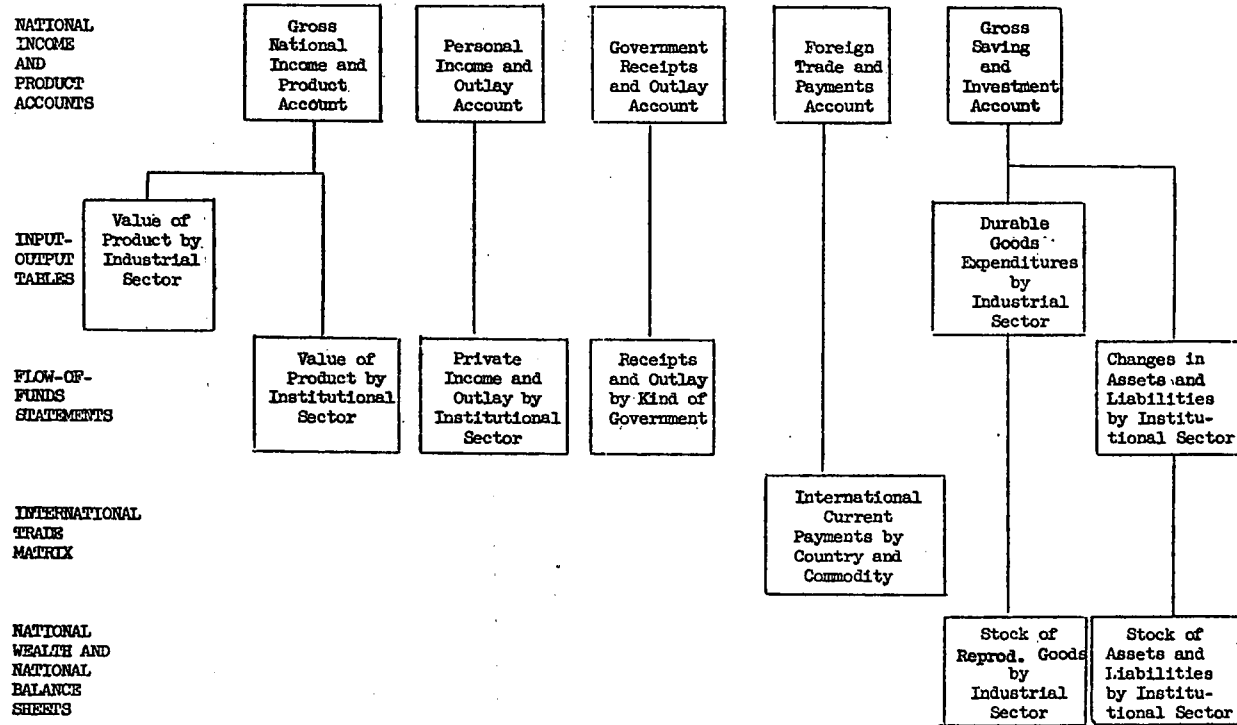 NATIONAL
INCOME
AND
PRODUCT
ACCOUNTS
Gross
National
Income and
Product
Account
Personal
Income and
Outlay
Account
Government
Receipts
and Outlay
Account
Foreign
Trade and
Payments
Account
Gross
Saving
and
Investment
Account
INPUT-
OUTPUT
TABLES
Value of
Product by
Industrial
Sector
Durable
Goods
Expenditures
by
Industrial
Sector
FLOW-OF-
FUNDS
STATEMENTS
Value of
Product by
Institutional
Sector
Private
Income and
Outlay by
Institutional
Sector
Receipts
and Outlay
by Kind of
Government
Changes in
Assets and
Liabilities
by Institu-
tional Sector
INTERNATIONAL
TRADE
MATRIX
International
Current
Payments by
Country and
Commodity
NATIONAL
WEALTH AND
NATIONAL
BALANCE
SHEETS
Stock of
Reprod. Goods
by
Industrial
Sector
Stock of
Assets and
Liabilities
by Institu-
tional Sector